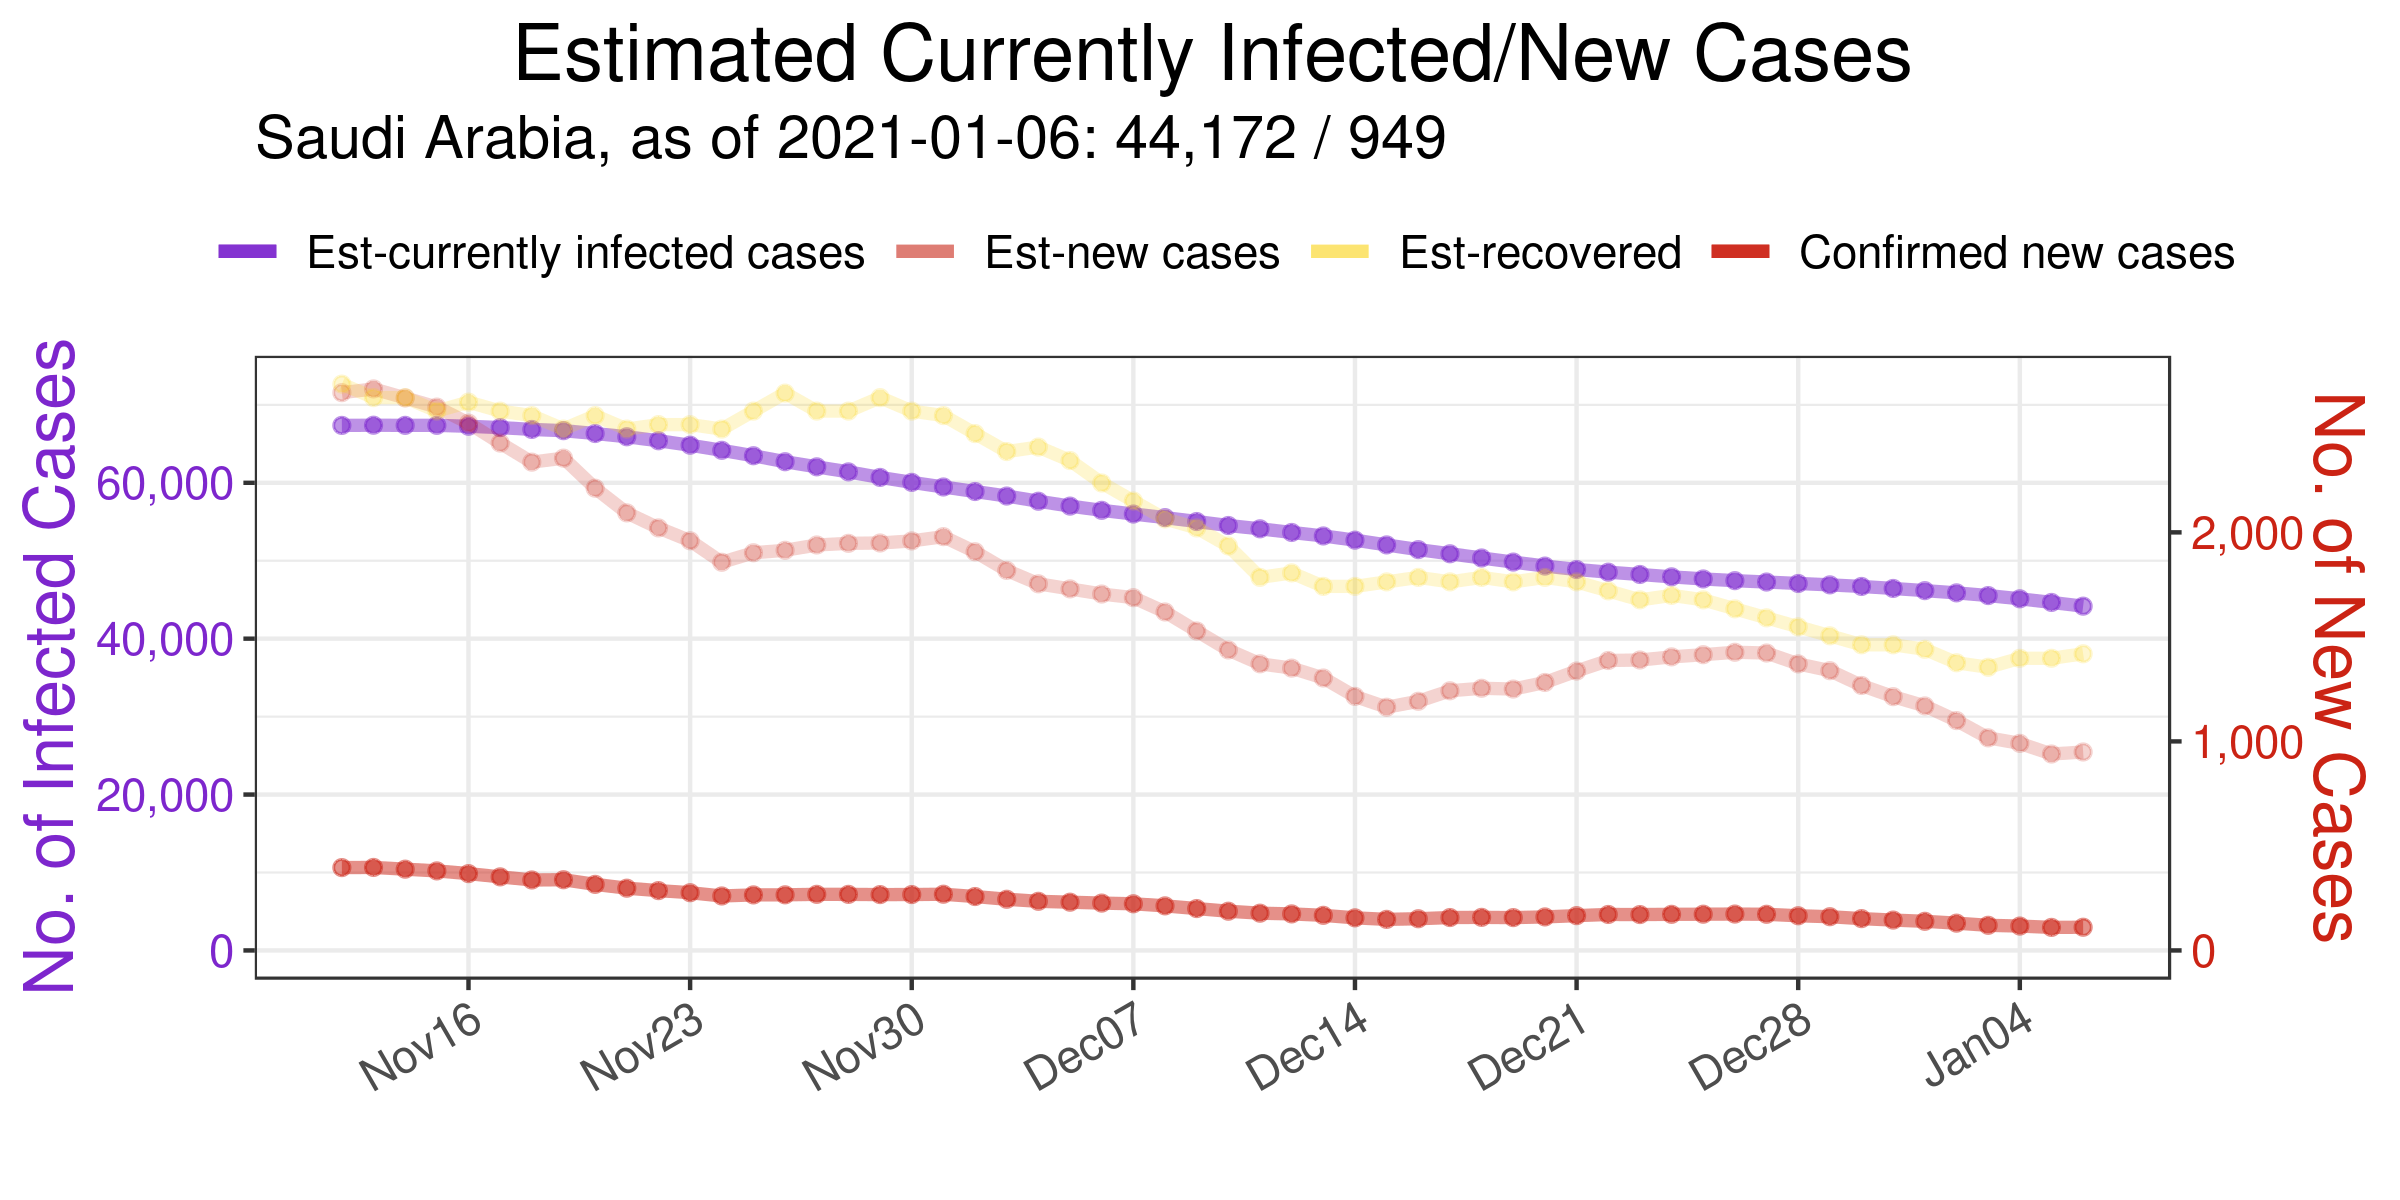 Estimated Currently Infected/New Cases
Saudi Arabia, as of 2021-01-06: 44,172 / 949
Est-currently infected cases Est-new cases Est-recovered Confirmed new cases
No. of Infected Cases
60,000
40,000
20,000
0
2,000
1,000
0
No. of New Cases
Nov16 Nov23 Nov30 Dec07 Dec14 Dec21 Dec28 Jan04